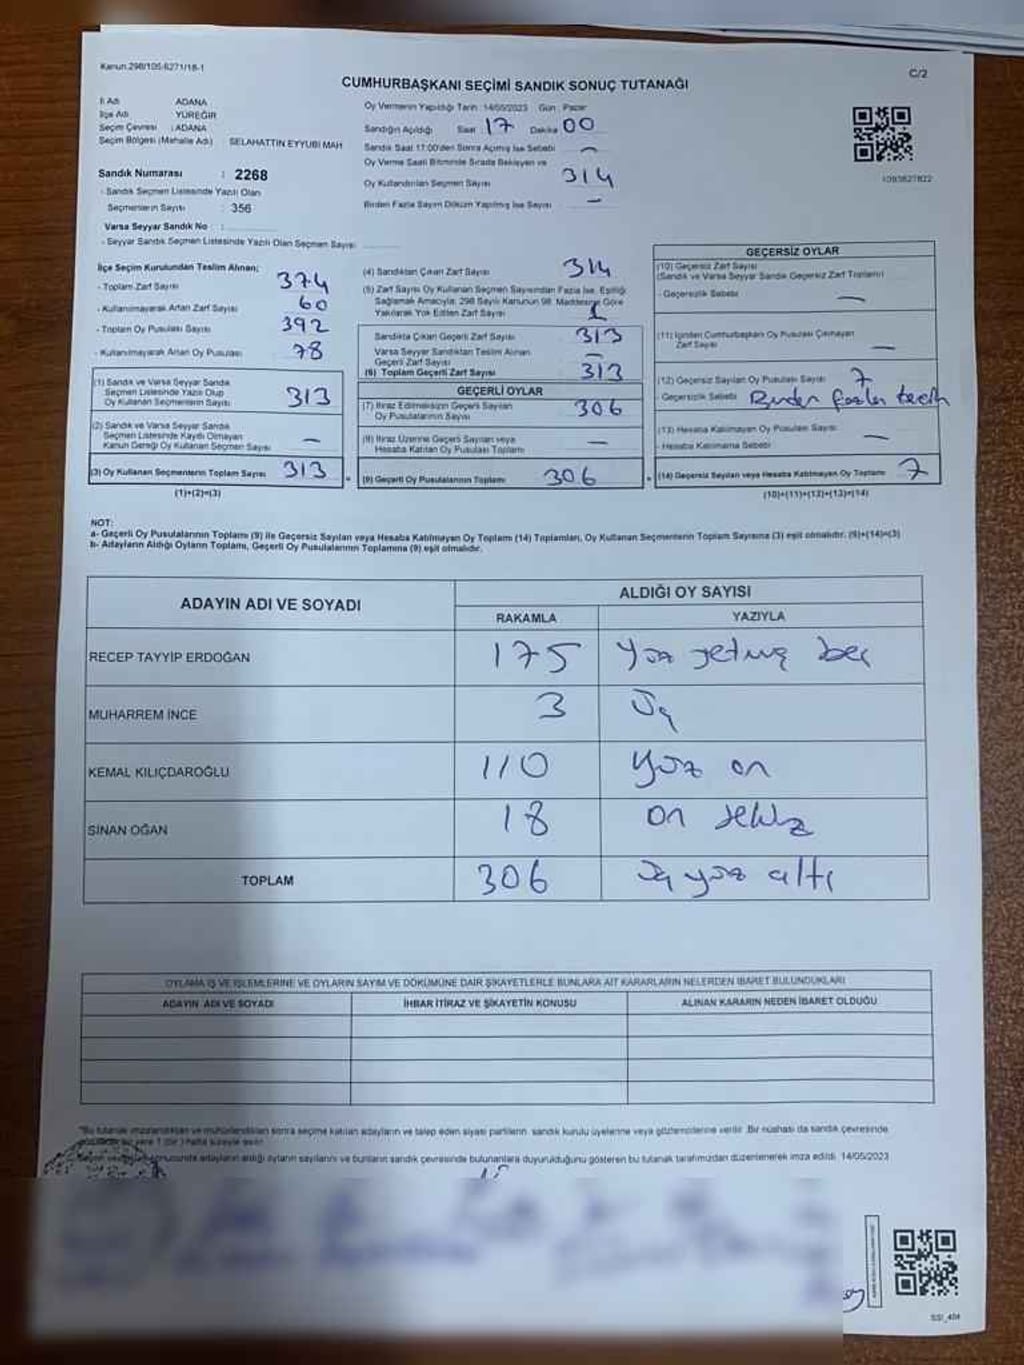 Kanun:298/105-6271/18-1
C/2
CUMHURBAŞKANI SEÇİMİ SANDIK SONUÇ TUTANAĞI
İl Adı ADANA
İlçe Adı YÜREĞİR
Seçim Çevresi : ADANA
Seçim Bölgesi (Mahalle Adı) SELAHATTİN EYYUBİ MAH
Sandık Numarası : 2268
- Sandık Seçmen Listesinde Yazılı Olan
Seçmenlerin Sayısı : 356
Varsa Seyyar Sandık No :
- Seyyar Sandık Seçmen Listesinde Yazılı Olan Seçmen Sayısı
Oy Vermenin Yapıldığı Tarih : 14/05/2023 Gün : Pazar
Sandığın Açıldığı Saat 17 Dakika 00
Sandık Saat 17:00'den Sonra Açılmış İse Sebebi —
Oy Verme Saati Bitiminde Sırada Bekleyen ve
Oy Kullandırılan Seçmen Sayısı 314
Birden Fazla Sayım Döküm Yapılmış İse Sayısı —
1093627822
İlçe Seçim Kurulundan Teslim Alınan;
- Toplam Zarf Sayısı 374
- Kullanılmayarak Artan Zarf Sayısı 60
- Toplam Oy Pusulası Sayısı 392
- Kullanılmayarak Artan Oy Pusulası 78
(1) Sandık ve Varsa Seyyar Sandık
Seçmen Listesinde Yazılı Olup
Oy Kullanan Seçmenlerin Sayısı 313
(2) Sandık ve Varsa Seyyar Sandık
Seçmen Listesinde Kaydı Olmayan
Kanun Gereği Oy Kullanan Seçmen Sayısı —
(3) Oy Kullanan Seçmenlerin Toplam Sayısı 313
(1)+(2)=(3)
(4) Sandıktan Çıkan Zarf Sayısı 314
(5) Zarf Sayısı Oy Kullanan Seçmen Sayısından Fazla İse, Eşitliği
Sağlamak Amacıyla, 298 Sayılı Kanunun 98. Maddesine Göre
Yakılarak Yok Edilen Zarf Sayısı 1
Sandıkta Çıkan Geçerli Zarf Sayısı 313
Varsa Seyyar Sandıktan Teslim Alınan
Geçerli Zarf Sayısı —
(6) Toplam Geçerli Zarf Sayısı 313
GEÇERLİ OYLAR
(7) İtiraz Edilmeksizin Geçerli Sayılan
Oy Pusulalarının Sayısı 306
(8) İtiraz Üzerine Geçerli Sayılan veya
Hesaba Katılan Oy Pusulası Toplamı —
(9) Geçerli Oy Pusulalarının Toplamı 306
GEÇERSİZ OYLAR
(10) Geçersiz Zarf Sayısı
(Sandık ve Varsa Seyyar Sandık Geçersiz Zarf Toplamı)
- Geçersizlik Sebebi —
(11) İçinden Cumhurbaşkanı Oy Pusulası Çıkmayan
Zarf Sayısı —
(12) Geçersiz Sayılan Oy Pusulası Sayısı 7
- Geçersizlik Sebebi Birden fazla tercih
(13) Hesaba Katılmayan Oy Pusulası Sayısı —
- Hesaba Katılmama Sebebi
(14) Geçersiz Sayılan veya Hesaba Katılmayan Oy Toplamı 7
(10)+(11)+(12)+(13)=(14)
NOT:
a- Geçerli Oy Pusulalarının Toplamı (9) ile Geçersiz Sayılan veya Hesaba Katılmayan Oy Toplamı (14) Toplamları, Oy Kullanan Seçmenlerin Toplam Sayısına (3) eşit olmalıdır. (9)+(14)=(3)
b- Adayların Aldığı Oyların Toplamı, Geçerli Oy Pusulalarının Toplamına (9) eşit olmalıdır.
ADAYIN ADI VE SOYADI ALDIĞI OY SAYISI
RAKAMLA YAZIYLA
RECEP TAYYİP ERDOĞAN 175 Yüz yetmiş beş
MUHARREM İNCE 3 Üç
KEMAL KILIÇDAROĞLU 110 yüz on
SİNAN OĞAN 18 on sekiz
TOPLAM 306 üç yüz altı
OYLAMA İŞ VE İŞLEMLERİNE VE OYLARIN SAYIM VE DÖKÜMÜNE DAİR ŞİKAYETLERLE BUNLARA AİT KARARLARIN NELERDEN İBARET BULUNDUKLARI
ADAYIN ADI VE SOYADI İHBAR İTİRAZ VE ŞİKAYETİN KONUSU ALINAN KARARIN NEDEN İBARET OLDUĞU
*Bu tutanak imzalandıktan ve mühürlendikten sonra seçime katılan adayların ve talep eden siyasi partilerin, sandık kurulu üyelerine veya gözlemcilerine verilir. Bir nüshası da sandık çevresinde
sonucunda adayların aldığı oyların sayılarını ve bunların sandık çevresinde bulunanlara duyurulduğunu gösteren bu tutanak tarafımızdan düzenlenerek imza edildi. 14/05/2023
SSI_404